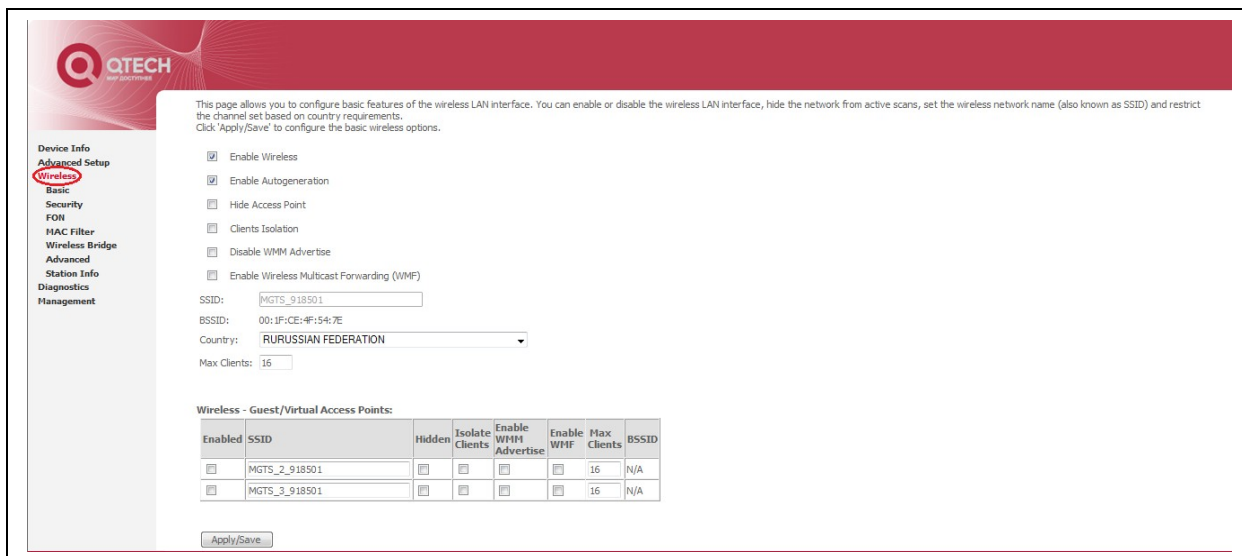 QTECH
МИР ДОСТУПНЕЕ
This page allows you to configure basic features of the wireless LAN interface. You can enable or disable the wireless LAN interface, hide the network from active scans, set the wireless network name (also known as SSID) and restrict
the channel set based on country requirements.
Click 'Apply/Save' to configure the basic wireless options.
Device Info
Advanced Setup
Wireless
Basic
Security
FON
MAC Filter
Wireless Bridge
Advanced
Station Info
Diagnostics
Management
Enable Wireless
Enable Autogeneration
Hide Access Point
Clients Isolation
Disable WMM Advertise
Enable Wireless Multicast Forwarding (WMF)
SSID: MGTS_918501
BSSID: 00:1F:CE:4F:54:7E
Country: RURUSSIAN FEDERATION
Max Clients: 16
Wireless - Guest/Virtual Access Points:
Enabled SSID Hidden Isolate Clients Enable WMM Advertise Enable WMF Max Clients BSSID
MGTS_2_918501 16 N/A
MGTS_3_918501 16 N/A
Apply/Save